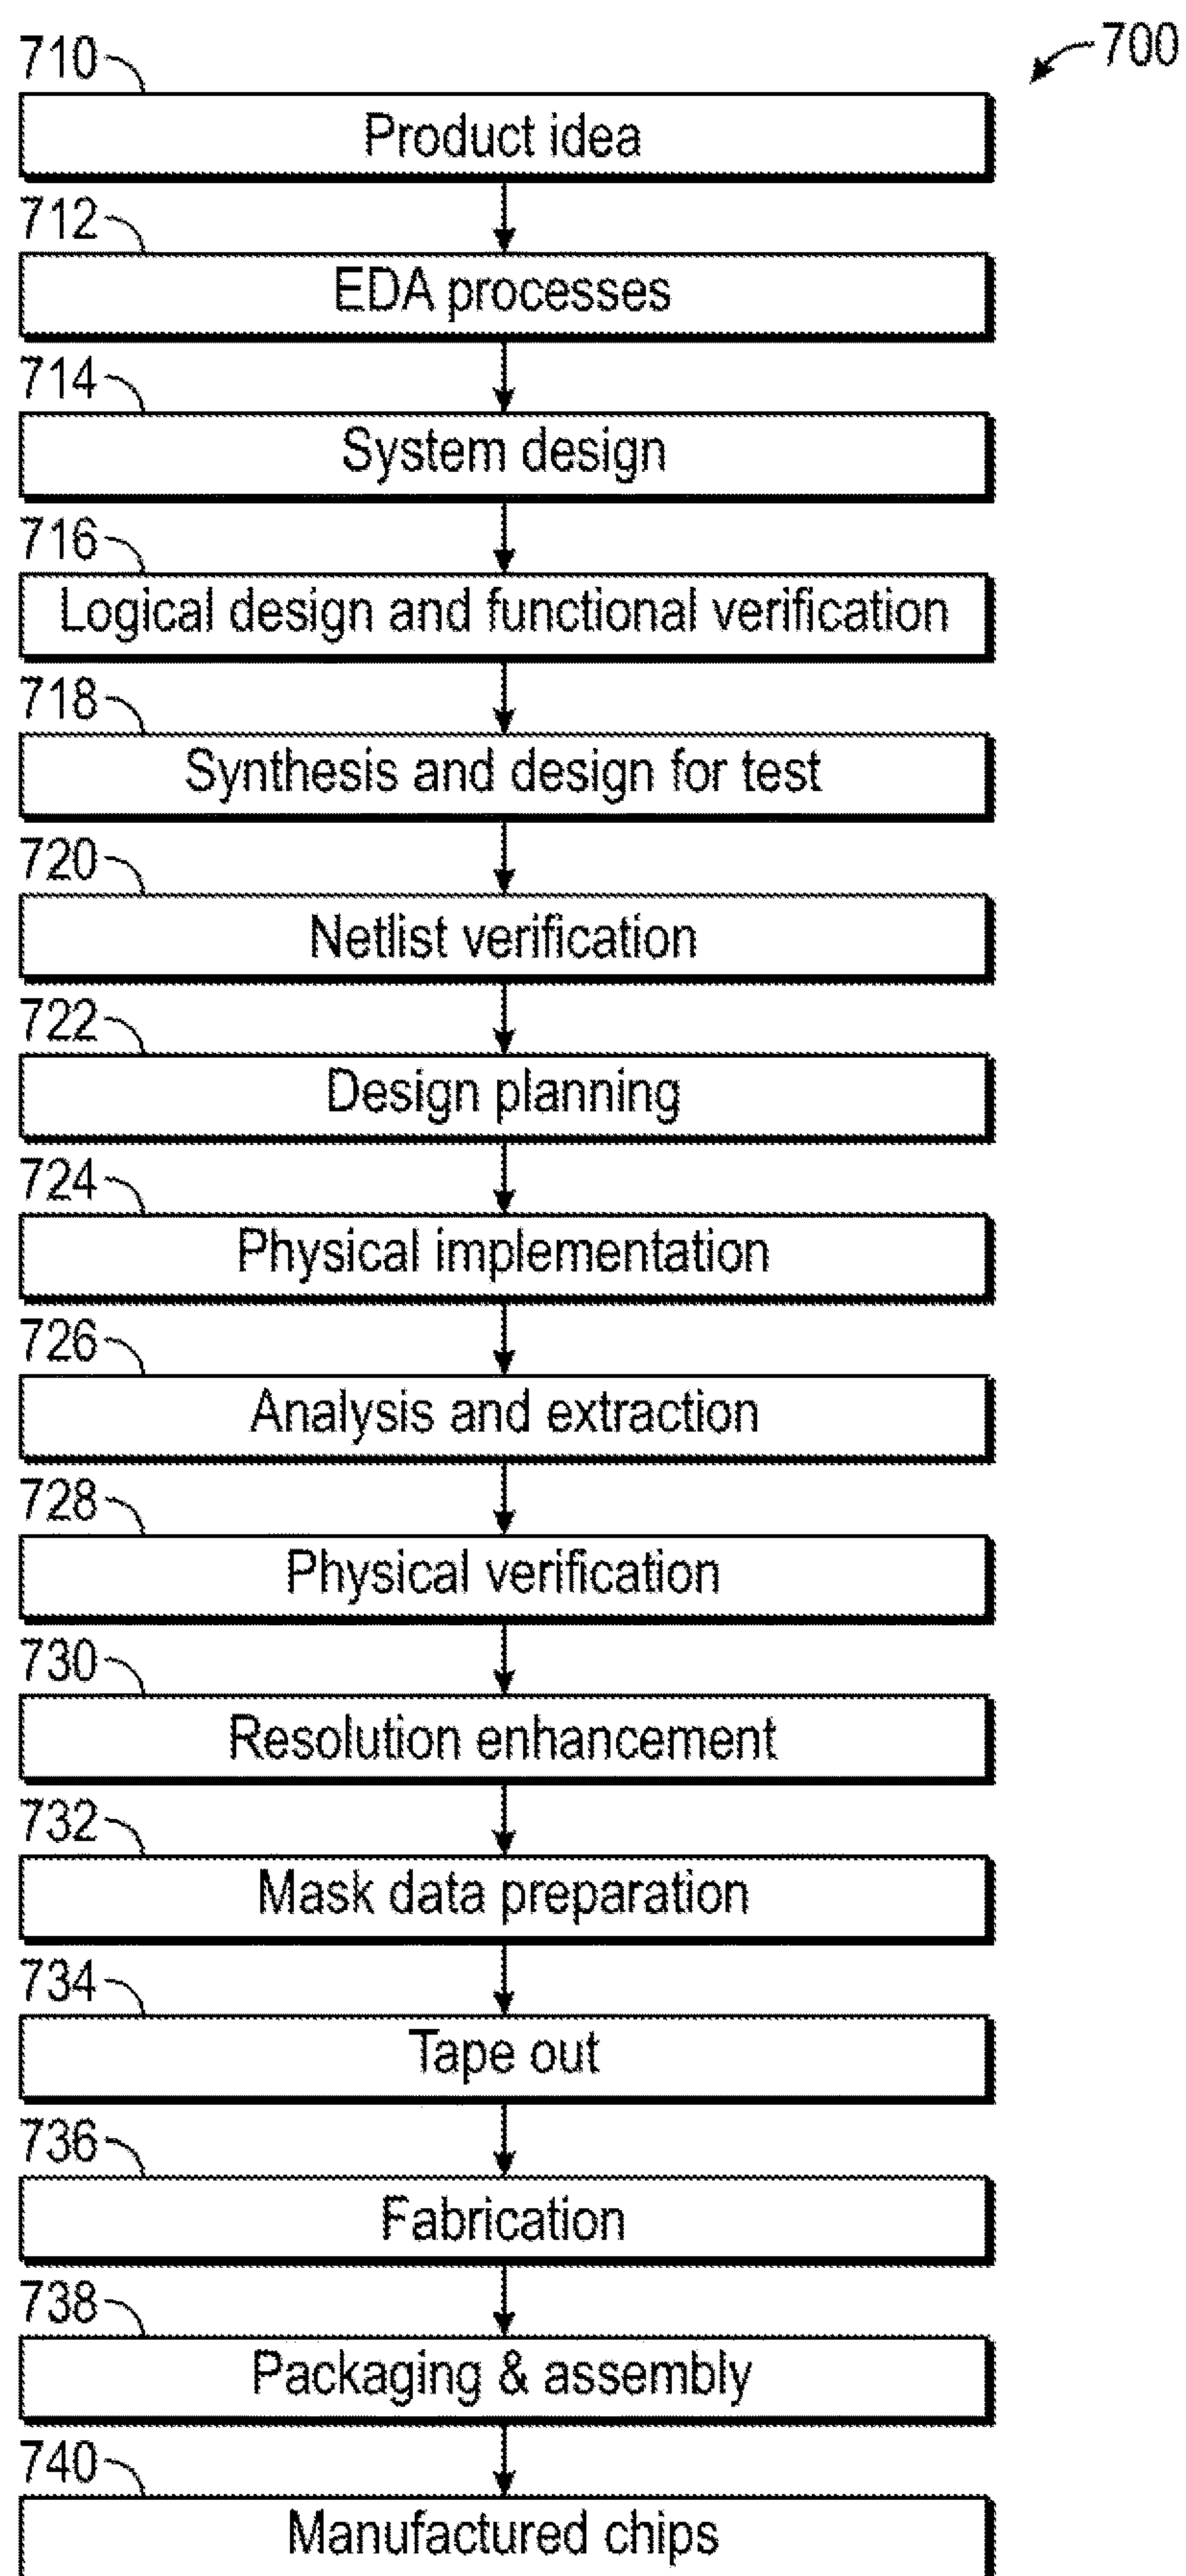 700
710
Product idea
712
EDA processes
714
System design
716
Logical design and functional verification
718
Synthesis and design for test
720
Netlist verification
722
Design planning
724
Physical implementation
726
Analysis and extraction
728
Physical verification
730
Resolution enhancement
732
Mask data preparation
734
Tape out
736
Fabrication
738
Packaging & assembly
740
Manufactured chips